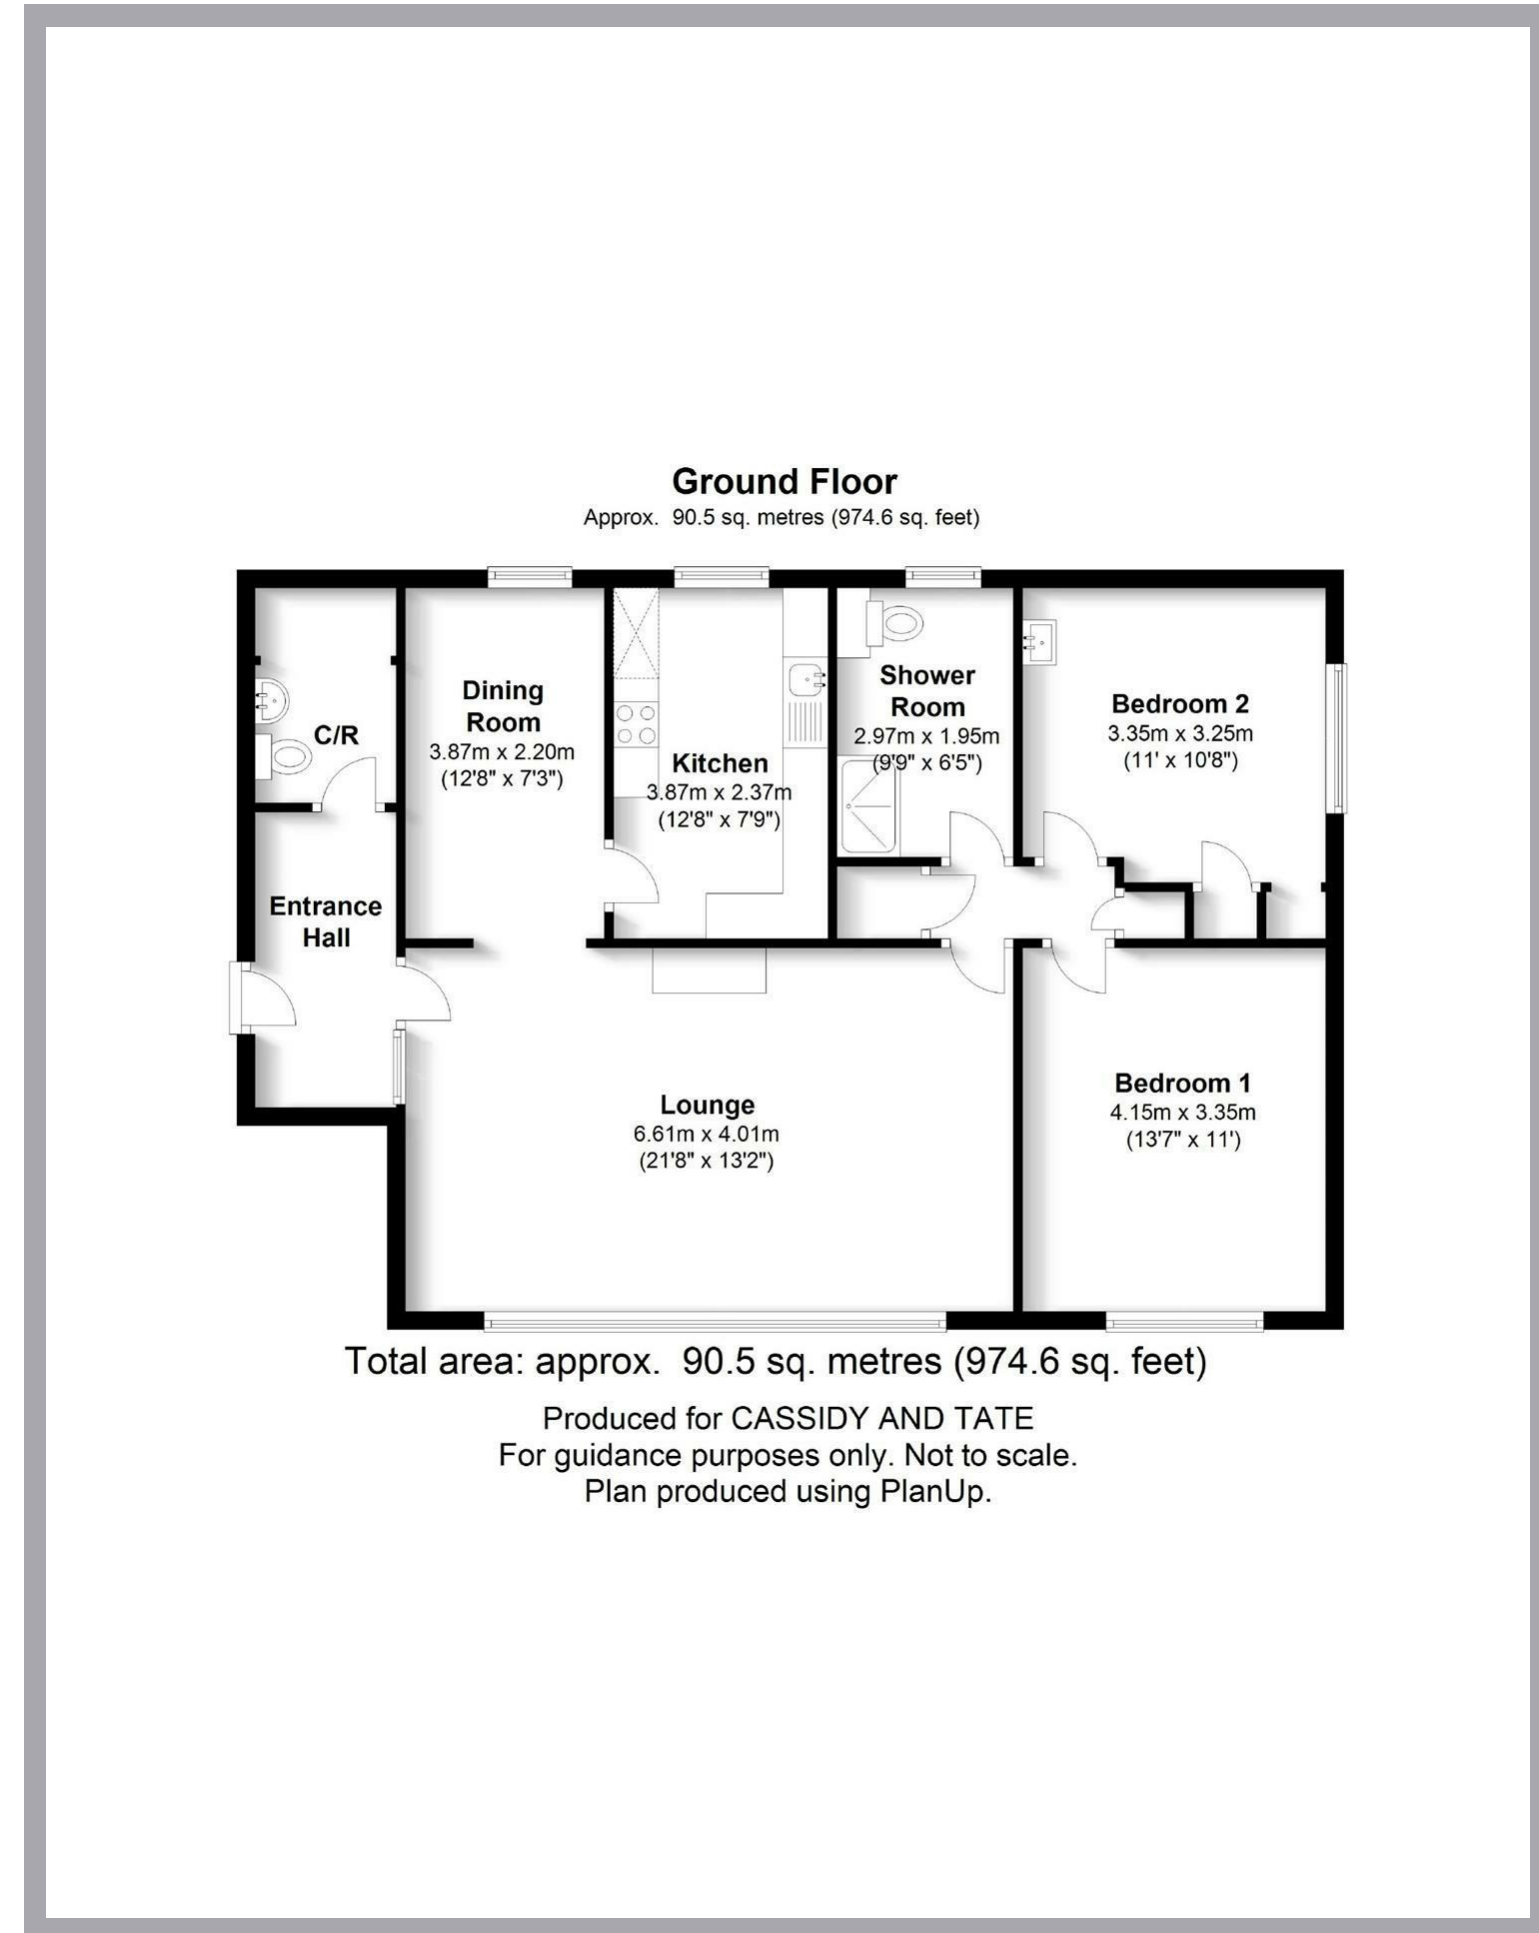 Ground Floor
Approx. 90.5 sq. metres (974.6 sq. feet)
C/R
Dining
Room
3.87m x 2.20m
(12'8" x 7'3")
Kitchen
3.87m x 2.37m
(12'8" x 7'9")
Shower
Room
2.97m x 1.95m
(9'9" x 6'5")
Bedroom 2
3.35m x 3.25m
(11' x 10'8")
Entrance
Hall
Lounge
6.61m x 4.01m
(21'8" x 13'2")
Bedroom 1
4.15m x 3.35m
(13'7" x 11')
Total area: approx. 90.5 sq. metres (974.6 sq. feet)
Produced for CASSIDY AND TATE
For guidance purposes only. Not to scale.
Plan produced using PlanUp.